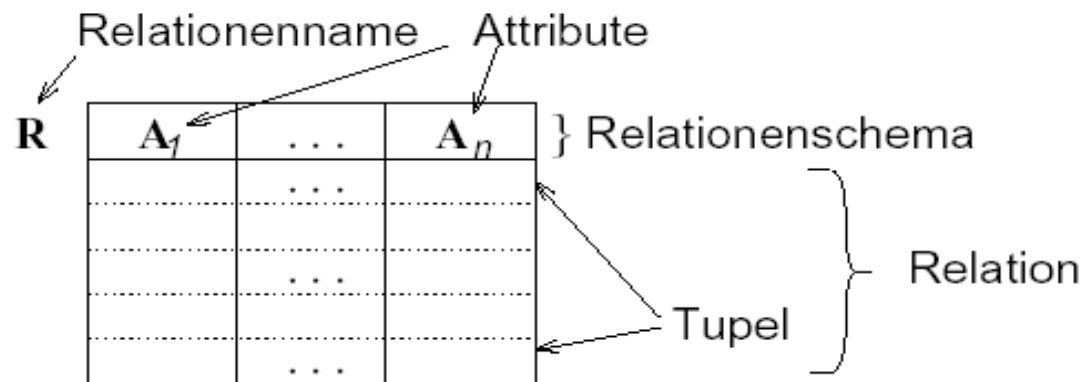 Relationenname Attribute
R A1 ... An } Relationenschema
...
...
Relation
Tupel
...